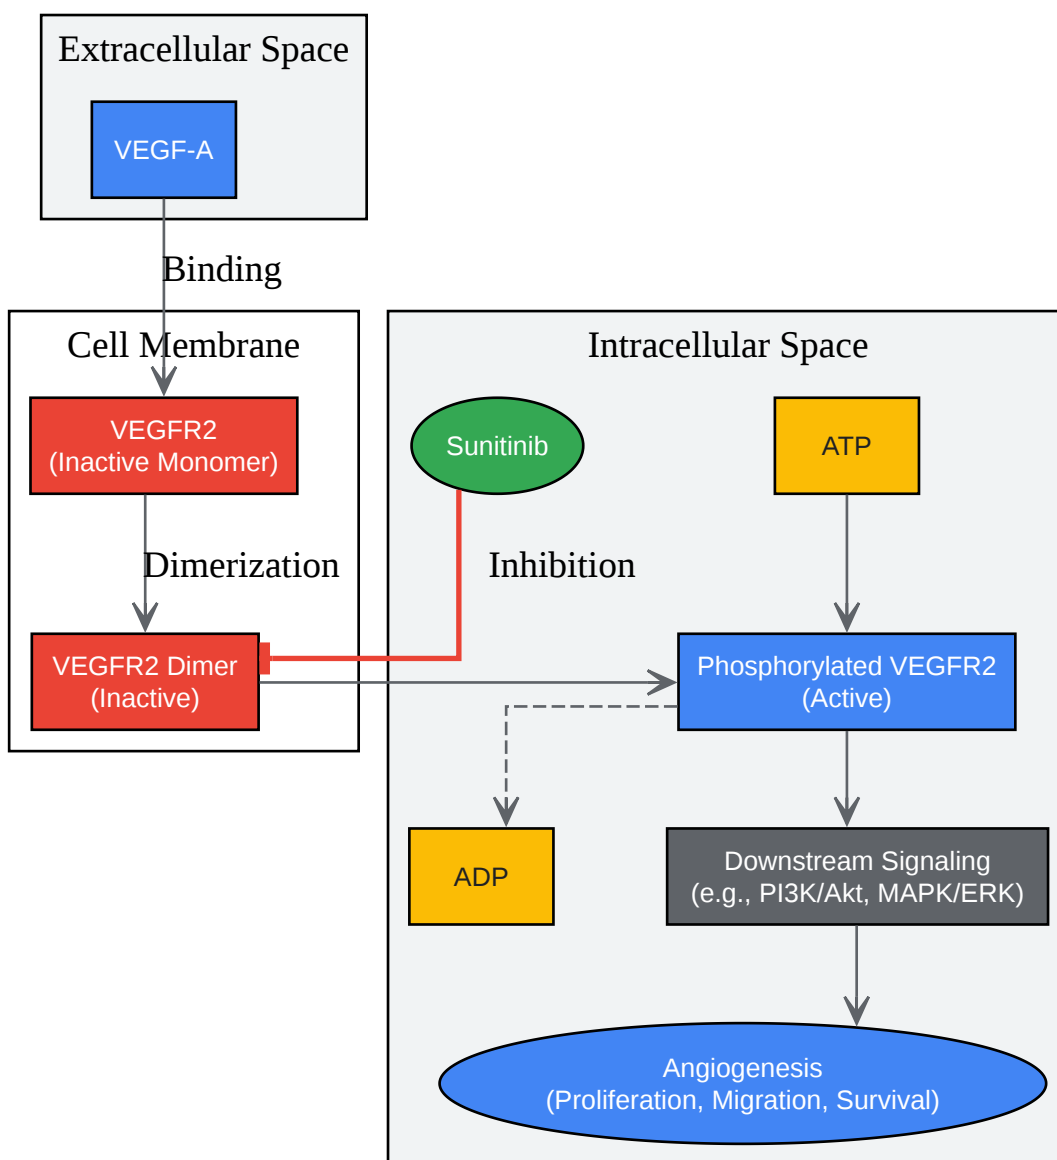 Extracellular Space
VEGF-A
Binding
Cell Membrane
VEGFR2
(Inactive Monomer)
Dimerization
VEGFR2 Dimer
(Inactive)
Intracellular Space
Sunitinib
ATP
Inhibition
Phosphorylated VEGFR2
(Active)
ADP
Downstream Signaling
(e.g., PI3K/Akt, MAPK/ERK)
Angiogenesis
(Proliferation, Migration, Survival)